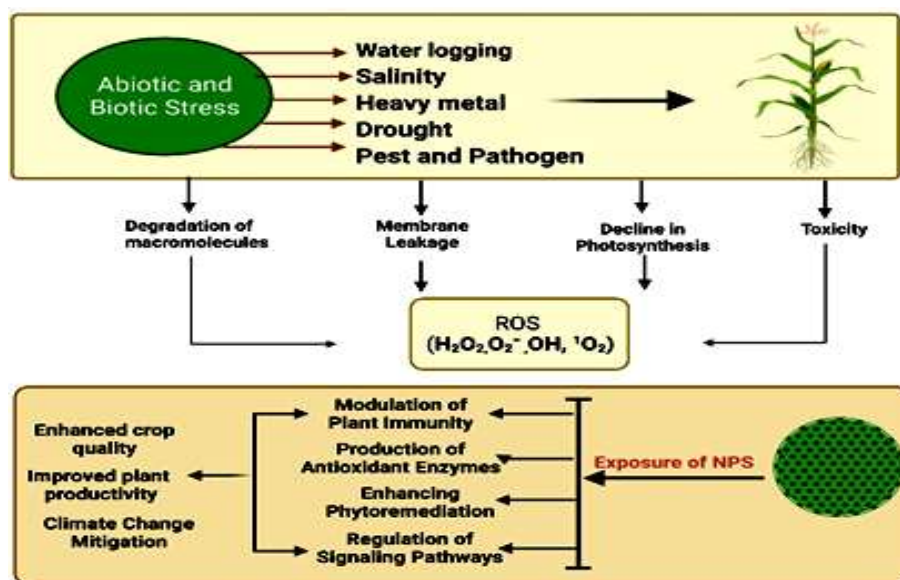 Abiotic and
Biotic Stress
Water logging
Salinity
Heavy metal
Drought
Pest and Pathogen
Degradation of
macromolecules
Membrane
Leakage
Decline in
Photosynthesis
Toxicity
ROS
(H₂O₂,O₂⁻,OH, ¹O₂)
Enhanced crop
quality
Improved plant
productivity
Climate Change
Mitigation
Modulation of
Plant Immunity
Production of
Antioxidant Enzymes
Enhancing
Phytoremediation
Regulation of
Signaling Pathways
Exposure of NPS